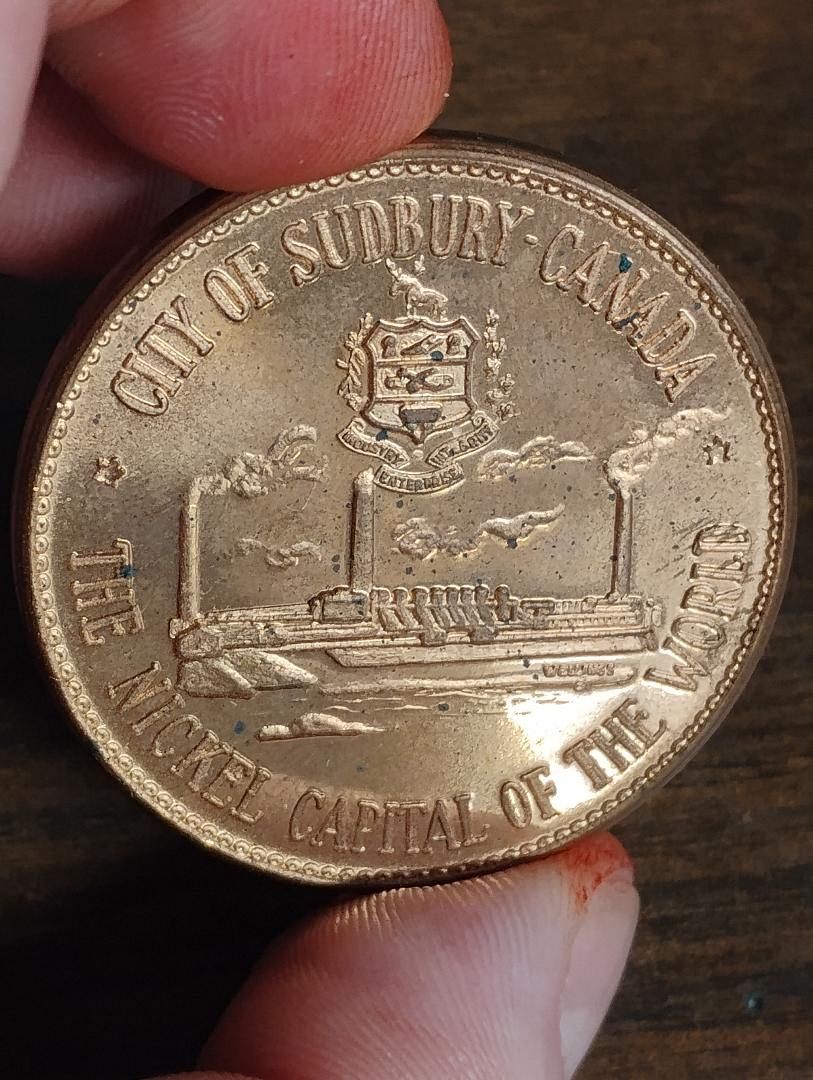 CITY OF SUDBURY-CANADA
INDUSTRY
ENTERPRISE
THE NICKEL CAPITAL OF THE WORLD